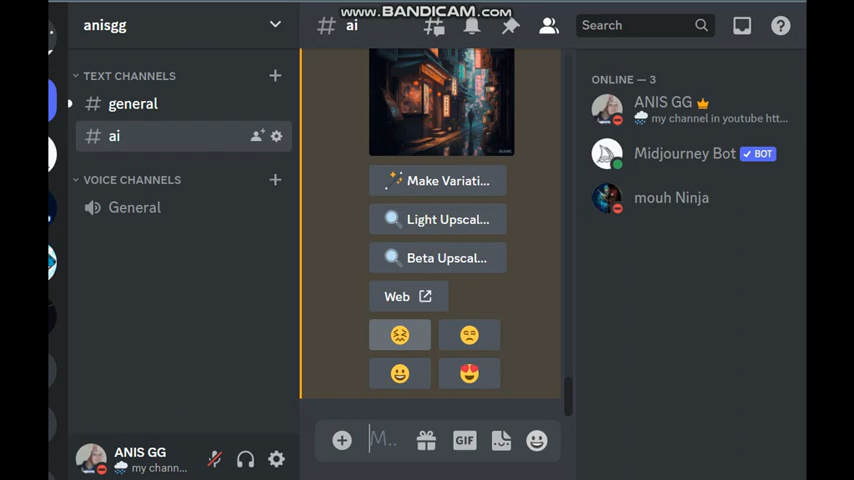 www.BANDICAM.com
anisgg
# ai
Search
TEXT CHANNELS
# general
# ai
VOICE CHANNELS
General
Make Variati...
Light Upscal...
Beta Upscal...
Web
M..
GIF
ONLINE — 3
ANIS GG
my channel in youtube htt...
Midjourney Bot ✓ BOT
mouh Ninja
ANIS GG
my chann...